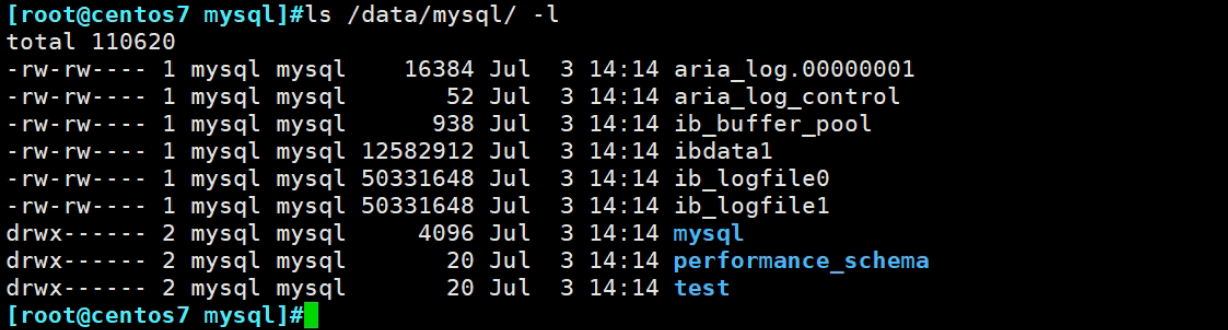 [root@centos7 mysql]#ls /data/mysql/ -l
total 110620
-rw-rw---- 1 mysql mysql    16384 Jul  3 14:14 aria_log.00000001
-rw-rw---- 1 mysql mysql       52 Jul  3 14:14 aria_log_control
-rw-rw---- 1 mysql mysql      938 Jul  3 14:14 ib_buffer_pool
-rw-rw---- 1 mysql mysql 12582912 Jul  3 14:14 ibdata1
-rw-rw---- 1 mysql mysql 50331648 Jul  3 14:14 ib_logfile0
-rw-rw---- 1 mysql mysql 50331648 Jul  3 14:14 ib_logfile1
drwx------ 2 mysql mysql     4096 Jul  3 14:14 mysql
drwx------ 2 mysql mysql       20 Jul  3 14:14 performance_schema
drwx------ 2 mysql mysql       20 Jul  3 14:14 test
[root@centos7 mysql]#